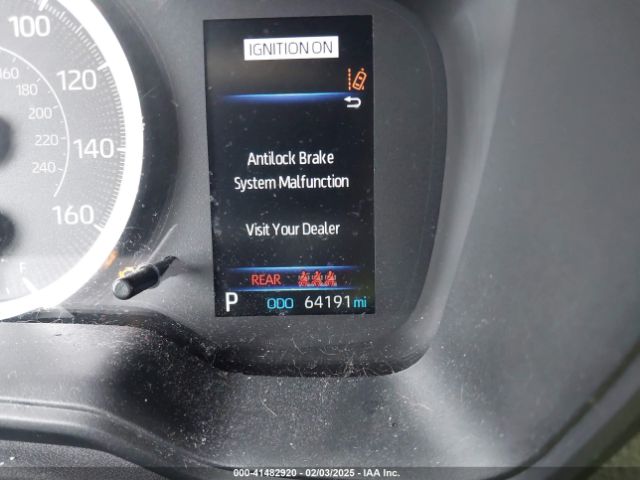 IGNITION ON
Antilock Brake
System Malfunction
Visit Your Dealer
REAR
P ODO 64191 mi
100
120
140
160
160
180
200
220
240
F
000-41482920 - 02/03/2025 - IAA Inc.